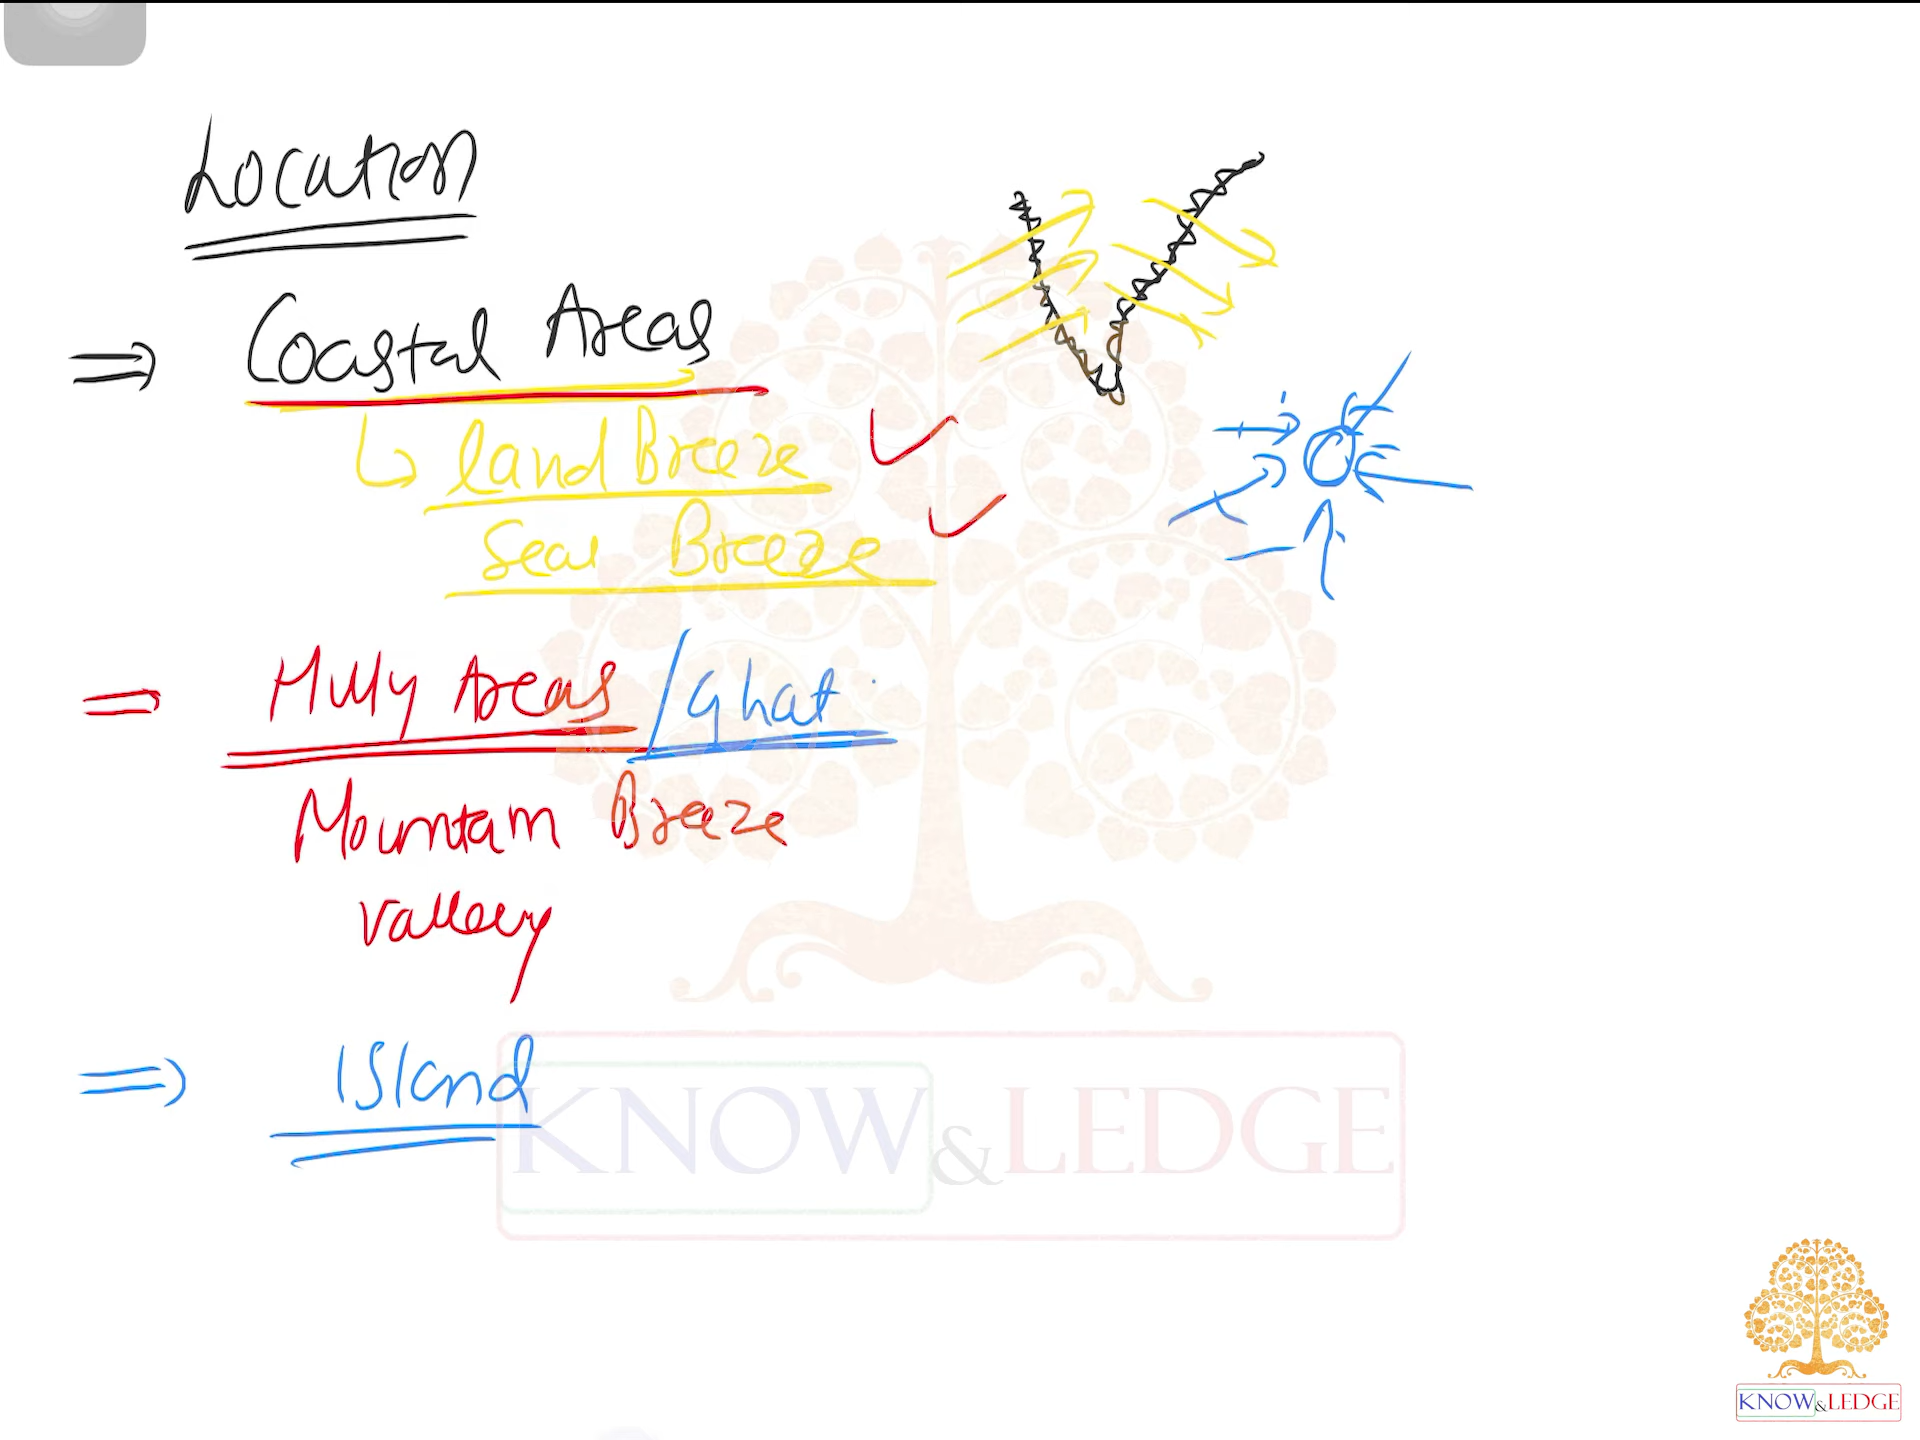 Location
⇒ Coastal Areas
↳ land Breeze ✓
Sea Breeze ✓
= Hilly Areas / Ghat
Mountain Breeze
Valley
⇒ Island
KNOW&LEDGE
KNOW&LEDGE